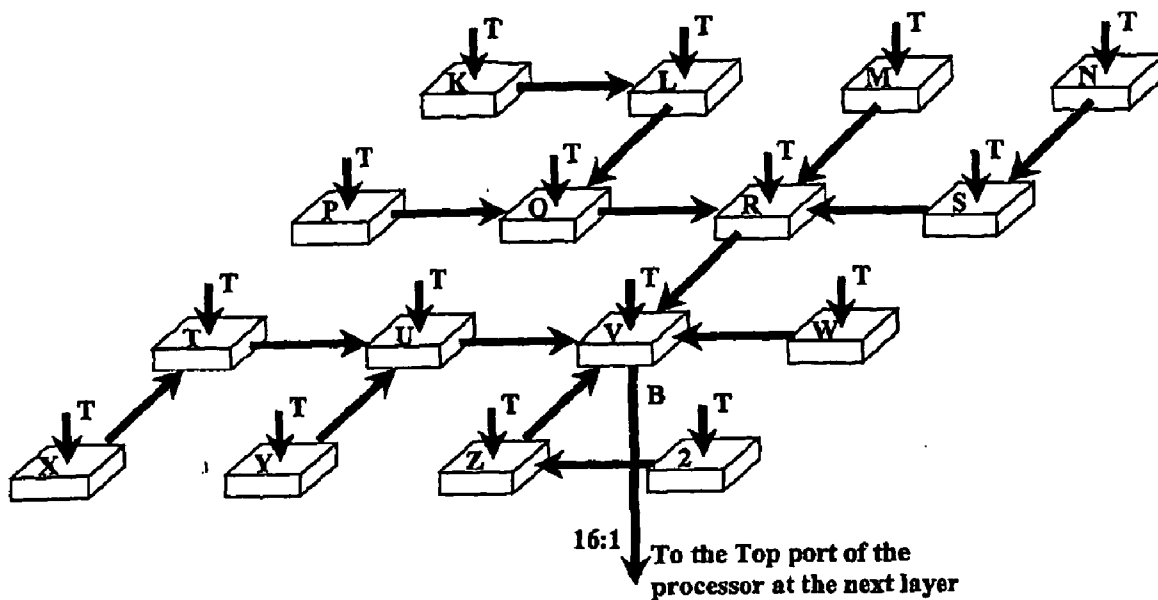 T T T T
K L M N
T T T T
P Q R S
T T T T
T U V W
B
T T T T
X Y Z 2
16:1
To the Top port of the
processor at the next layer